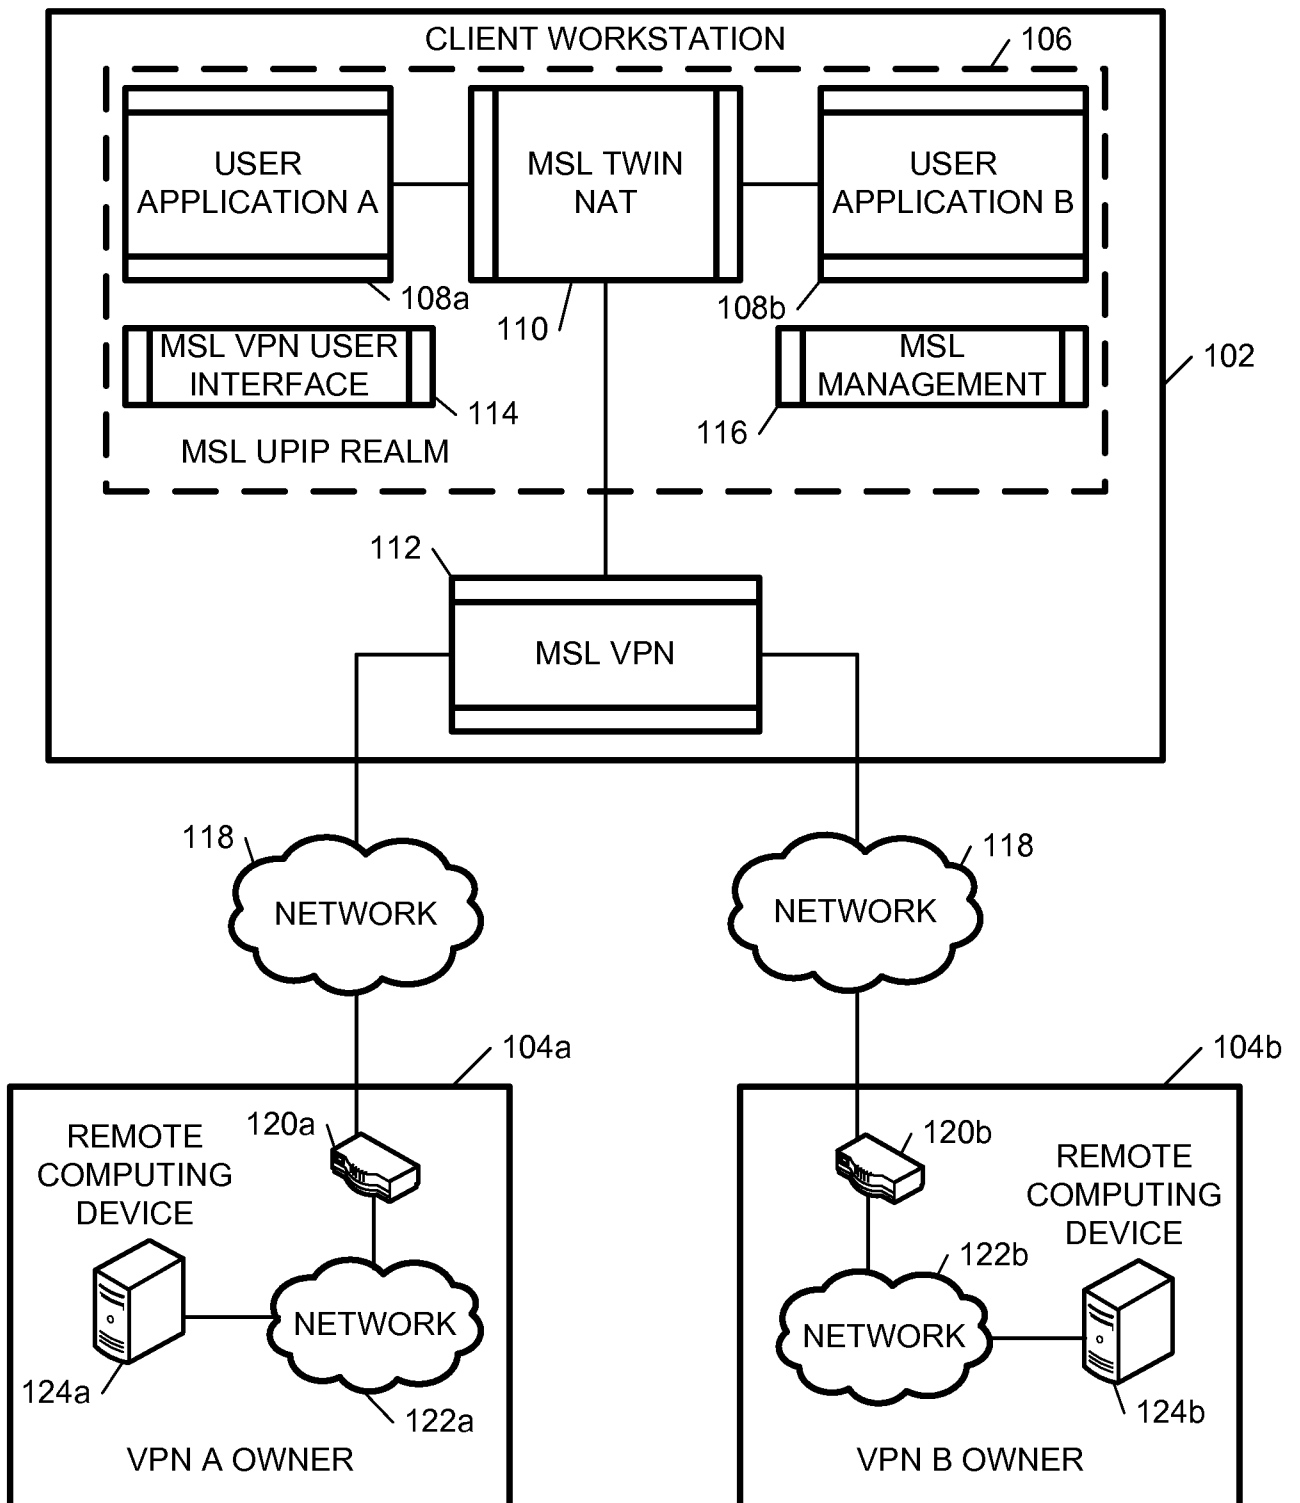 CLIENT WORKSTATION
106
USER
APPLICATION A
MSL TWIN
NAT
USER
APPLICATION B
108a
110
108b
MSL VPN USER
INTERFACE
114
MSL
MANAGEMENT
116
102
MSL UPIP REALM
112
MSL VPN
118
NETWORK
118
NETWORK
104a
104b
120a
REMOTE
COMPUTING
DEVICE
NETWORK
124a
122a
VPN A OWNER
120b
REMOTE
COMPUTING
DEVICE
122b
NETWORK
124b
VPN B OWNER